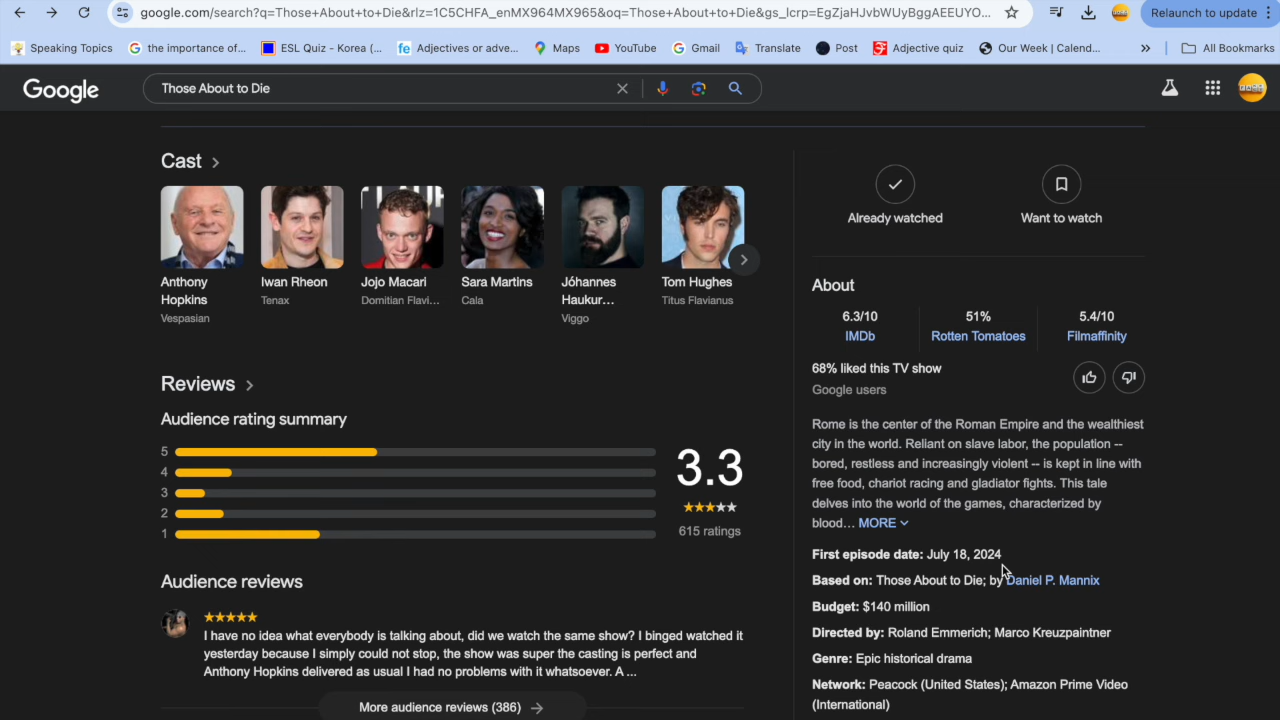 google.com/search?q=Those+About+to+Die&rlz=1C5CHFA_enMX964MX965&oq=Those+About+to+Die&gs_lcrp=EgZjaHJvbWUyBggAEEUYO...
Relaunch to update
Speaking Topics
the importance of...
ESL Quiz - Korea (...
Adjectives or adve...
Maps
YouTube
Gmail
Translate
Post
Adjective quiz
Our Week | Calend...
»
All Bookmarks
Google
Those About to Die
Cast
Anthony
Hopkins
Vespasian
Iwan Rheon
Tenax
Jojo Macari
Domitian Flavi...
Sara Martins
Cala
Jóhannes
Haukur...
Viggo
Tom Hughes
Titus Flavianus
Reviews
Audience rating summary
5
4
3
2
1
3.3
615 ratings
Audience reviews
I have no idea what everybody is talking about, did we watch the same show? I binged watched it
yesterday because I simply could not stop, the show was super the casting is perfect and
Anthony Hopkins delivered as usual I had no problems with it whatsoever. A ...
More audience reviews (386)
Already watched
Want to watch
About
6.3/10
IMDb
51%
Rotten Tomatoes
5.4/10
Filmaffinity
68% liked this TV show
Google users
Rome is the center of the Roman Empire and the wealthiest
city in the world. Reliant on slave labor, the population --
bored, restless and increasingly violent -- is kept in line with
free food, chariot racing and gladiator fights. This tale
delves into the world of the games, characterized by
blood... MORE
First episode date: July 18, 2024
Based on: Those About to Die; by Daniel P. Mannix
Budget: $140 million
Directed by: Roland Emmerich; Marco Kreuzpaintner
Genre: Epic historical drama
Network: Peacock (United States); Amazon Prime Video
(International)